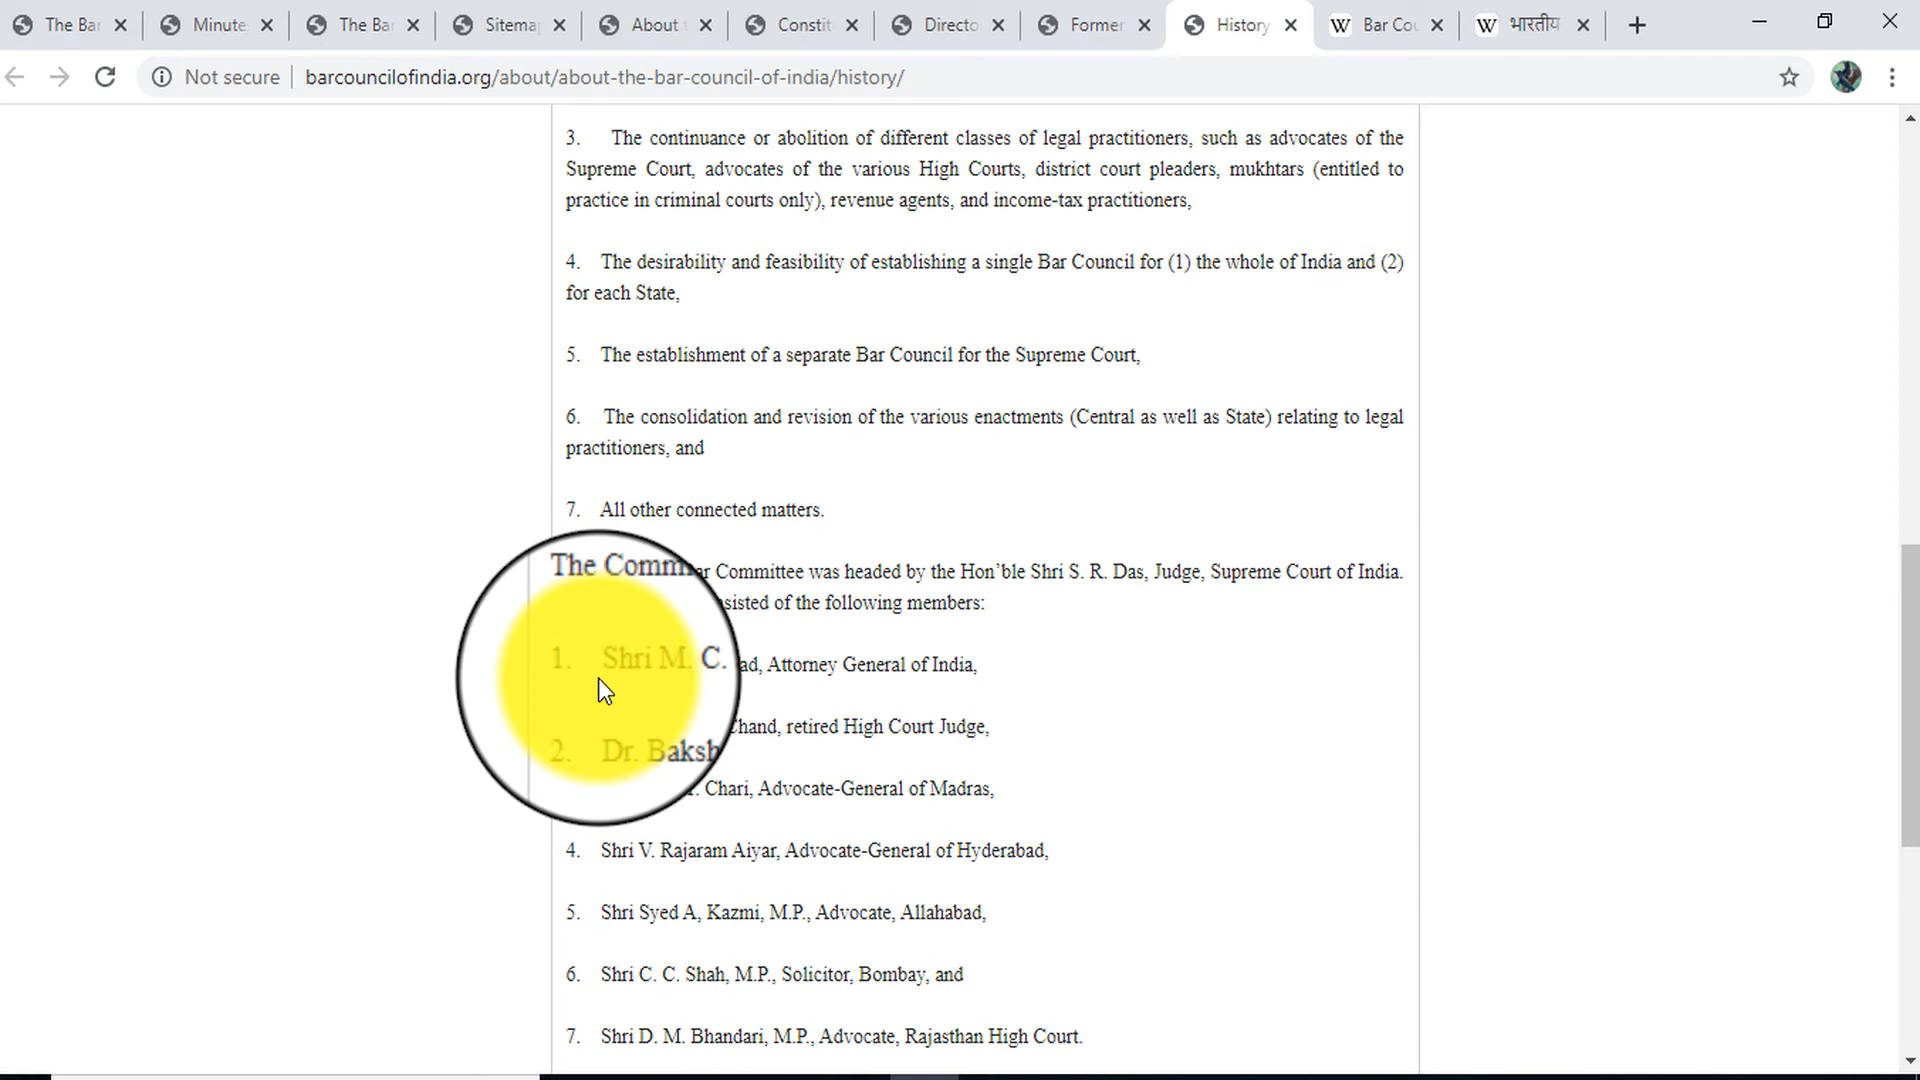 The Bar
Minute
The Bar
Sitemap
About t
Constit
Directo
Former
History
Bar Cou
भारतीय
Not secure
barcouncilofindia.org/about/about-the-bar-council-of-india/history/
3. The continuance or abolition of different classes of legal practitioners, such as advocates of the
Supreme Court, advocates of the various High Courts, district court pleaders, mukhtars (entitled to
practice in criminal courts only), revenue agents, and income-tax practitioners,
4. The desirability and feasibility of establishing a single Bar Council for (1) the whole of India and (2)
for each State,
5. The establishment of a separate Bar Council for the Supreme Court,
6. The consolidation and revision of the various enactments (Central as well as State) relating to legal
practitioners, and
7. All other connected matters.
The Comm ar Committee was headed by the Hon’ble Shri S. R. Das, Judge, Supreme Court of India.
sisted of the following members:
1. Shri M. C. ad, Attorney General of India,
2. Dr. Baksh Chand, retired High Court Judge,
. Chari, Advocate-General of Madras,
4. Shri V. Rajaram Aiyar, Advocate-General of Hyderabad,
5. Shri Syed A, Kazmi, M.P., Advocate, Allahabad,
6. Shri C. C. Shah, M.P., Solicitor, Bombay, and
7. Shri D. M. Bhandari, M.P., Advocate, Rajasthan High Court.